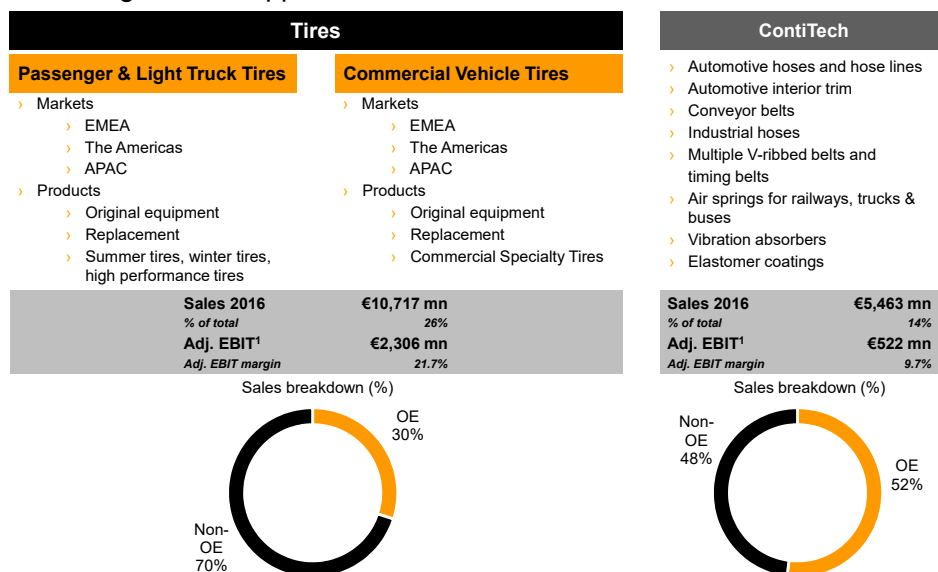 Tires
Passenger & Light Truck Tires
› Markets
› EMEA
› The Americas
› APAC
› Products
› Original equipment
› Replacement
› Summer tires, winter tires,
high performance tires
Commercial Vehicle Tires
› Markets
› EMEA
› The Americas
› APAC
› Products
› Original equipment
› Replacement
› Commercial Specialty Tires
Sales 2016 €10,717 mn
% of total 26%
Adj. EBIT¹ €2,306 mn
Adj. EBIT margin 21.7%
Sales breakdown (%)
OE
30%
Non-
OE
70%
ContiTech
› Automotive hoses and hose lines
› Automotive interior trim
› Conveyor belts
› Industrial hoses
› Multiple V-ribbed belts and
timing belts
› Air springs for railways, trucks &
buses
› Vibration absorbers
› Elastomer coatings
Sales 2016 €5,463 mn
% of total 14%
Adj. EBIT¹ €522 mn
Adj. EBIT margin 9.7%
Sales breakdown (%)
Non-
OE
48%
OE
52%